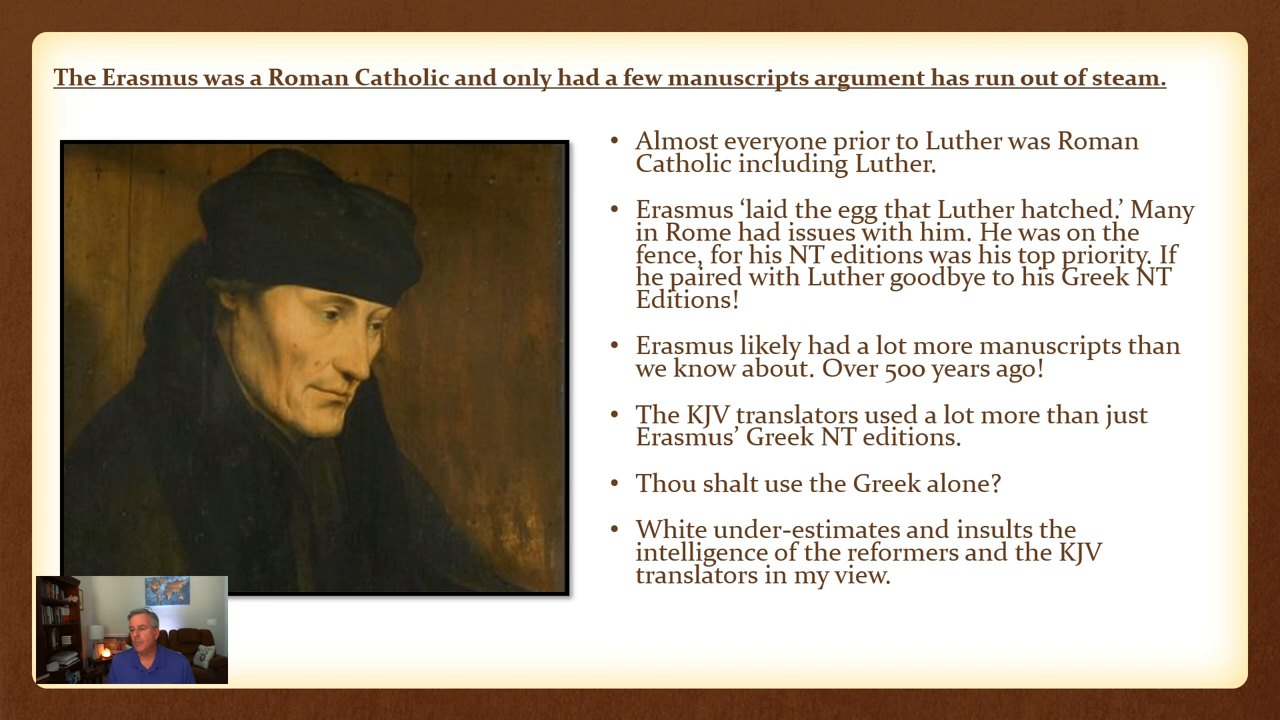 The Erasmus was a Roman Catholic and only had a few manuscripts argument has run out of steam.
• Almost everyone prior to Luther was Roman
Catholic including Luther.
• Erasmus ‘laid the egg that Luther hatched.’ Many
in Rome had issues with him. He was on the
fence, for his NT editions was his top priority. If
he paired with Luther goodbye to his Greek NT
Editions!
• Erasmus likely had a lot more manuscripts than
we know about. Over 500 years ago!
• The KJV translators used a lot more than just
Erasmus’ Greek NT editions.
• Thou shalt use the Greek alone?
• White under-estimates and insults the
intelligence of the reformers and the KJV
translators in my view.